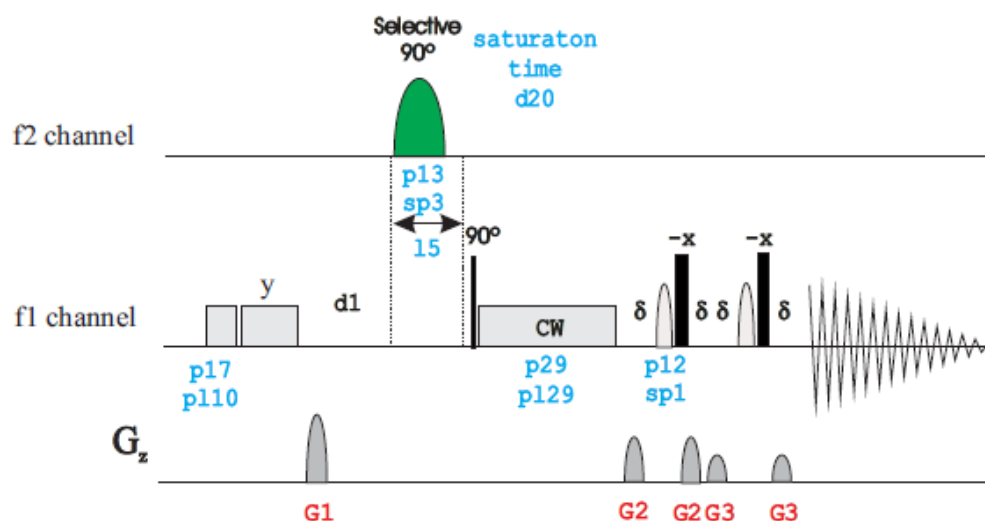 Selective
90°
saturaton
time
d20
f2 channel
p13
sp3
l5
90°
-x
-x
y
d1
δ
δ
δ
δ
f1 channel
CW
p17
pl10
p29
pl29
p12
sp1
Gz
G1
G2
G2
G3
G3